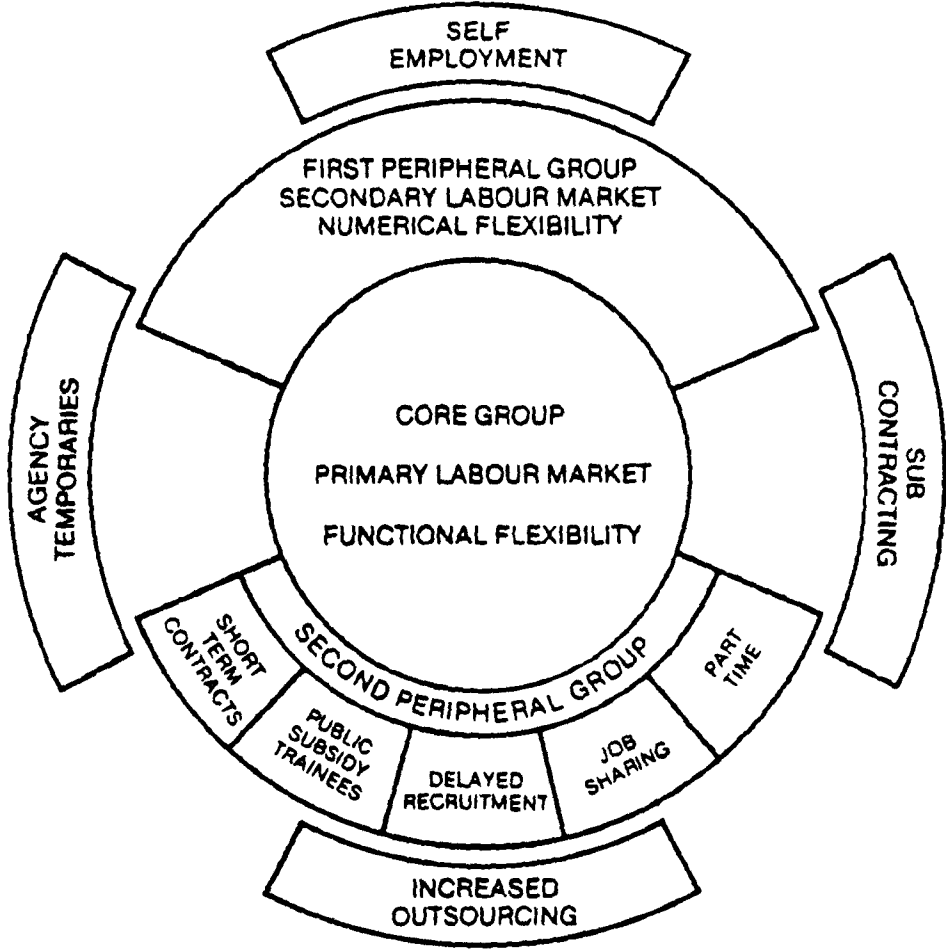 SELF
EMPLOYMENT
FIRST PERIPHERAL GROUP
SECONDARY LABOUR MARKET
NUMERICAL FLEXIBILITY
AGENCY
TEMPORARIES
CORE GROUP
PRIMARY LABOUR MARKET
FUNCTIONAL FLEXIBILITY
SUB
CONTRACTING
SECOND PERIPHERAL GROUP
SHORT
TERM
CONTRACTS
PUBLIC
SUBSIDY
TRAINEES
DELAYED
RECRUITMENT
JOB
SHARING
PART
TIME
INCREASED
OUTSOURCING